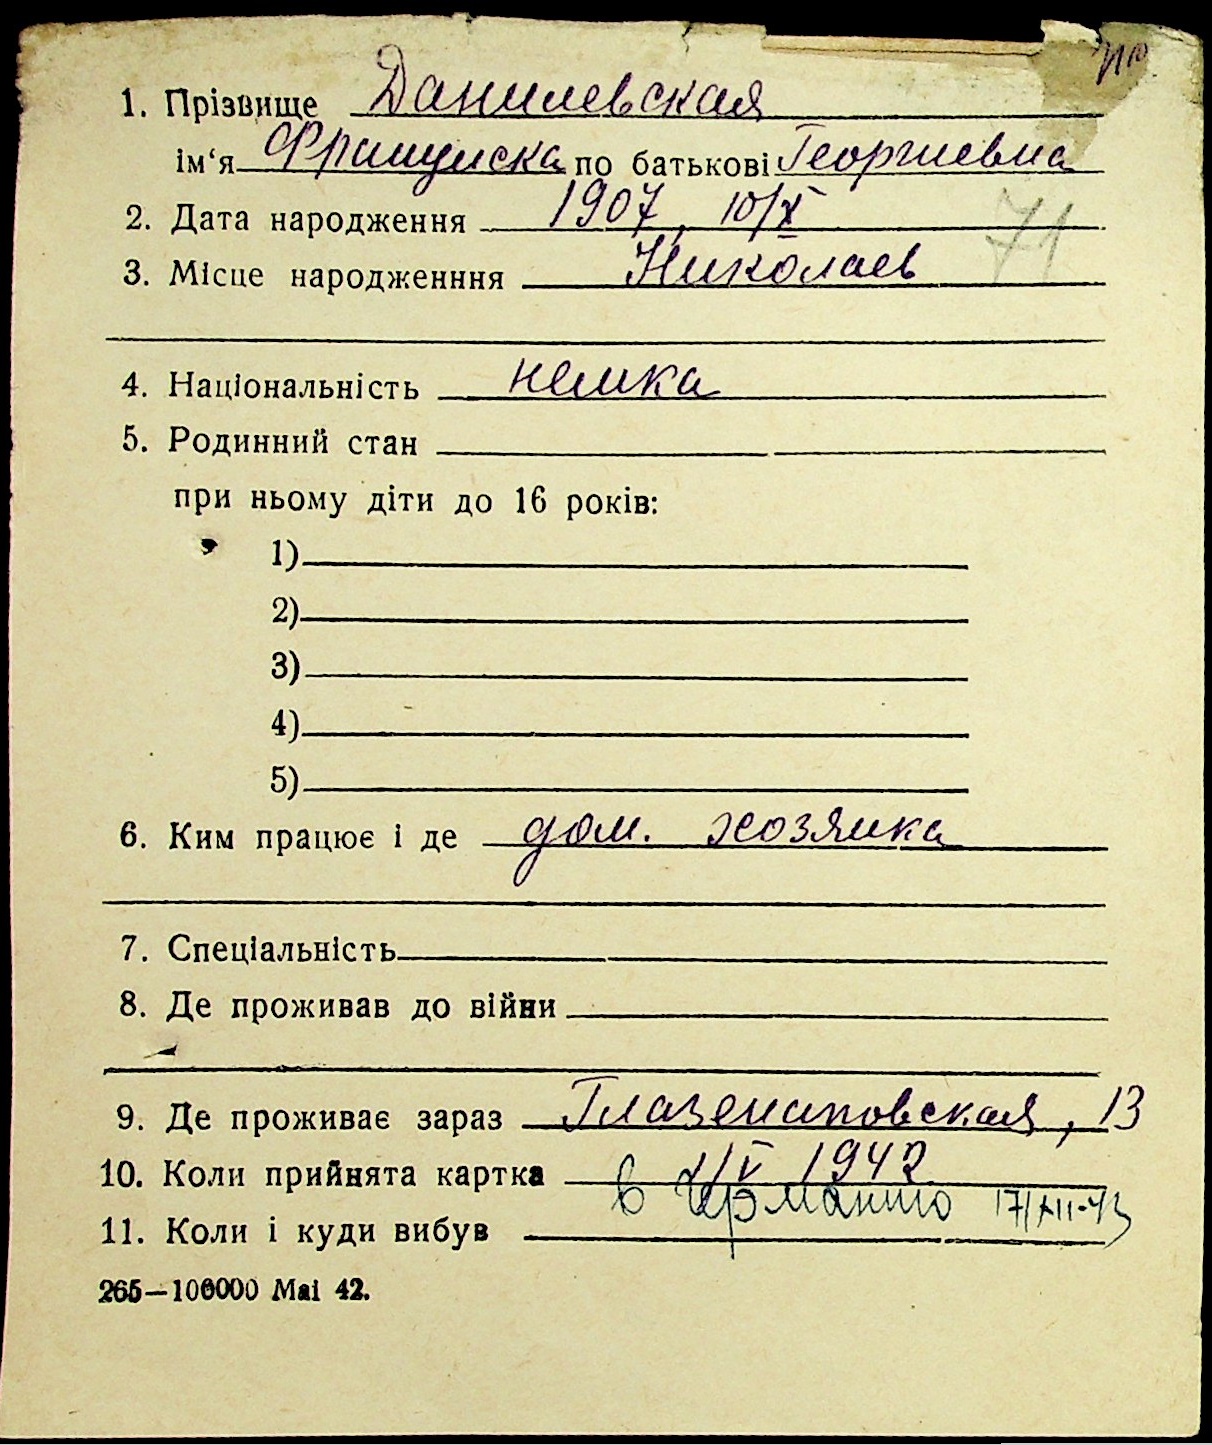 1. Прізвище Данилевская
ім‘я Франциска по батькові Георгиевна
2. Дата народження 1907, 10/X
71
3. Місце народженння Николаев
4. Національність немка
5. Родинний стан
при ньому діти до 16 років:
1)
2)
3)
4)
5)
6. Ким працює і де дом. хозяйка
7. Спеціальність
8. Де проживав до війни
9. Де проживає зараз Глазенаповская, 13
10. Коли прийнята картка 1/V 1942
11. Коли і куди вибув в Германию 17/XII-43
265—100000 Mai 42.